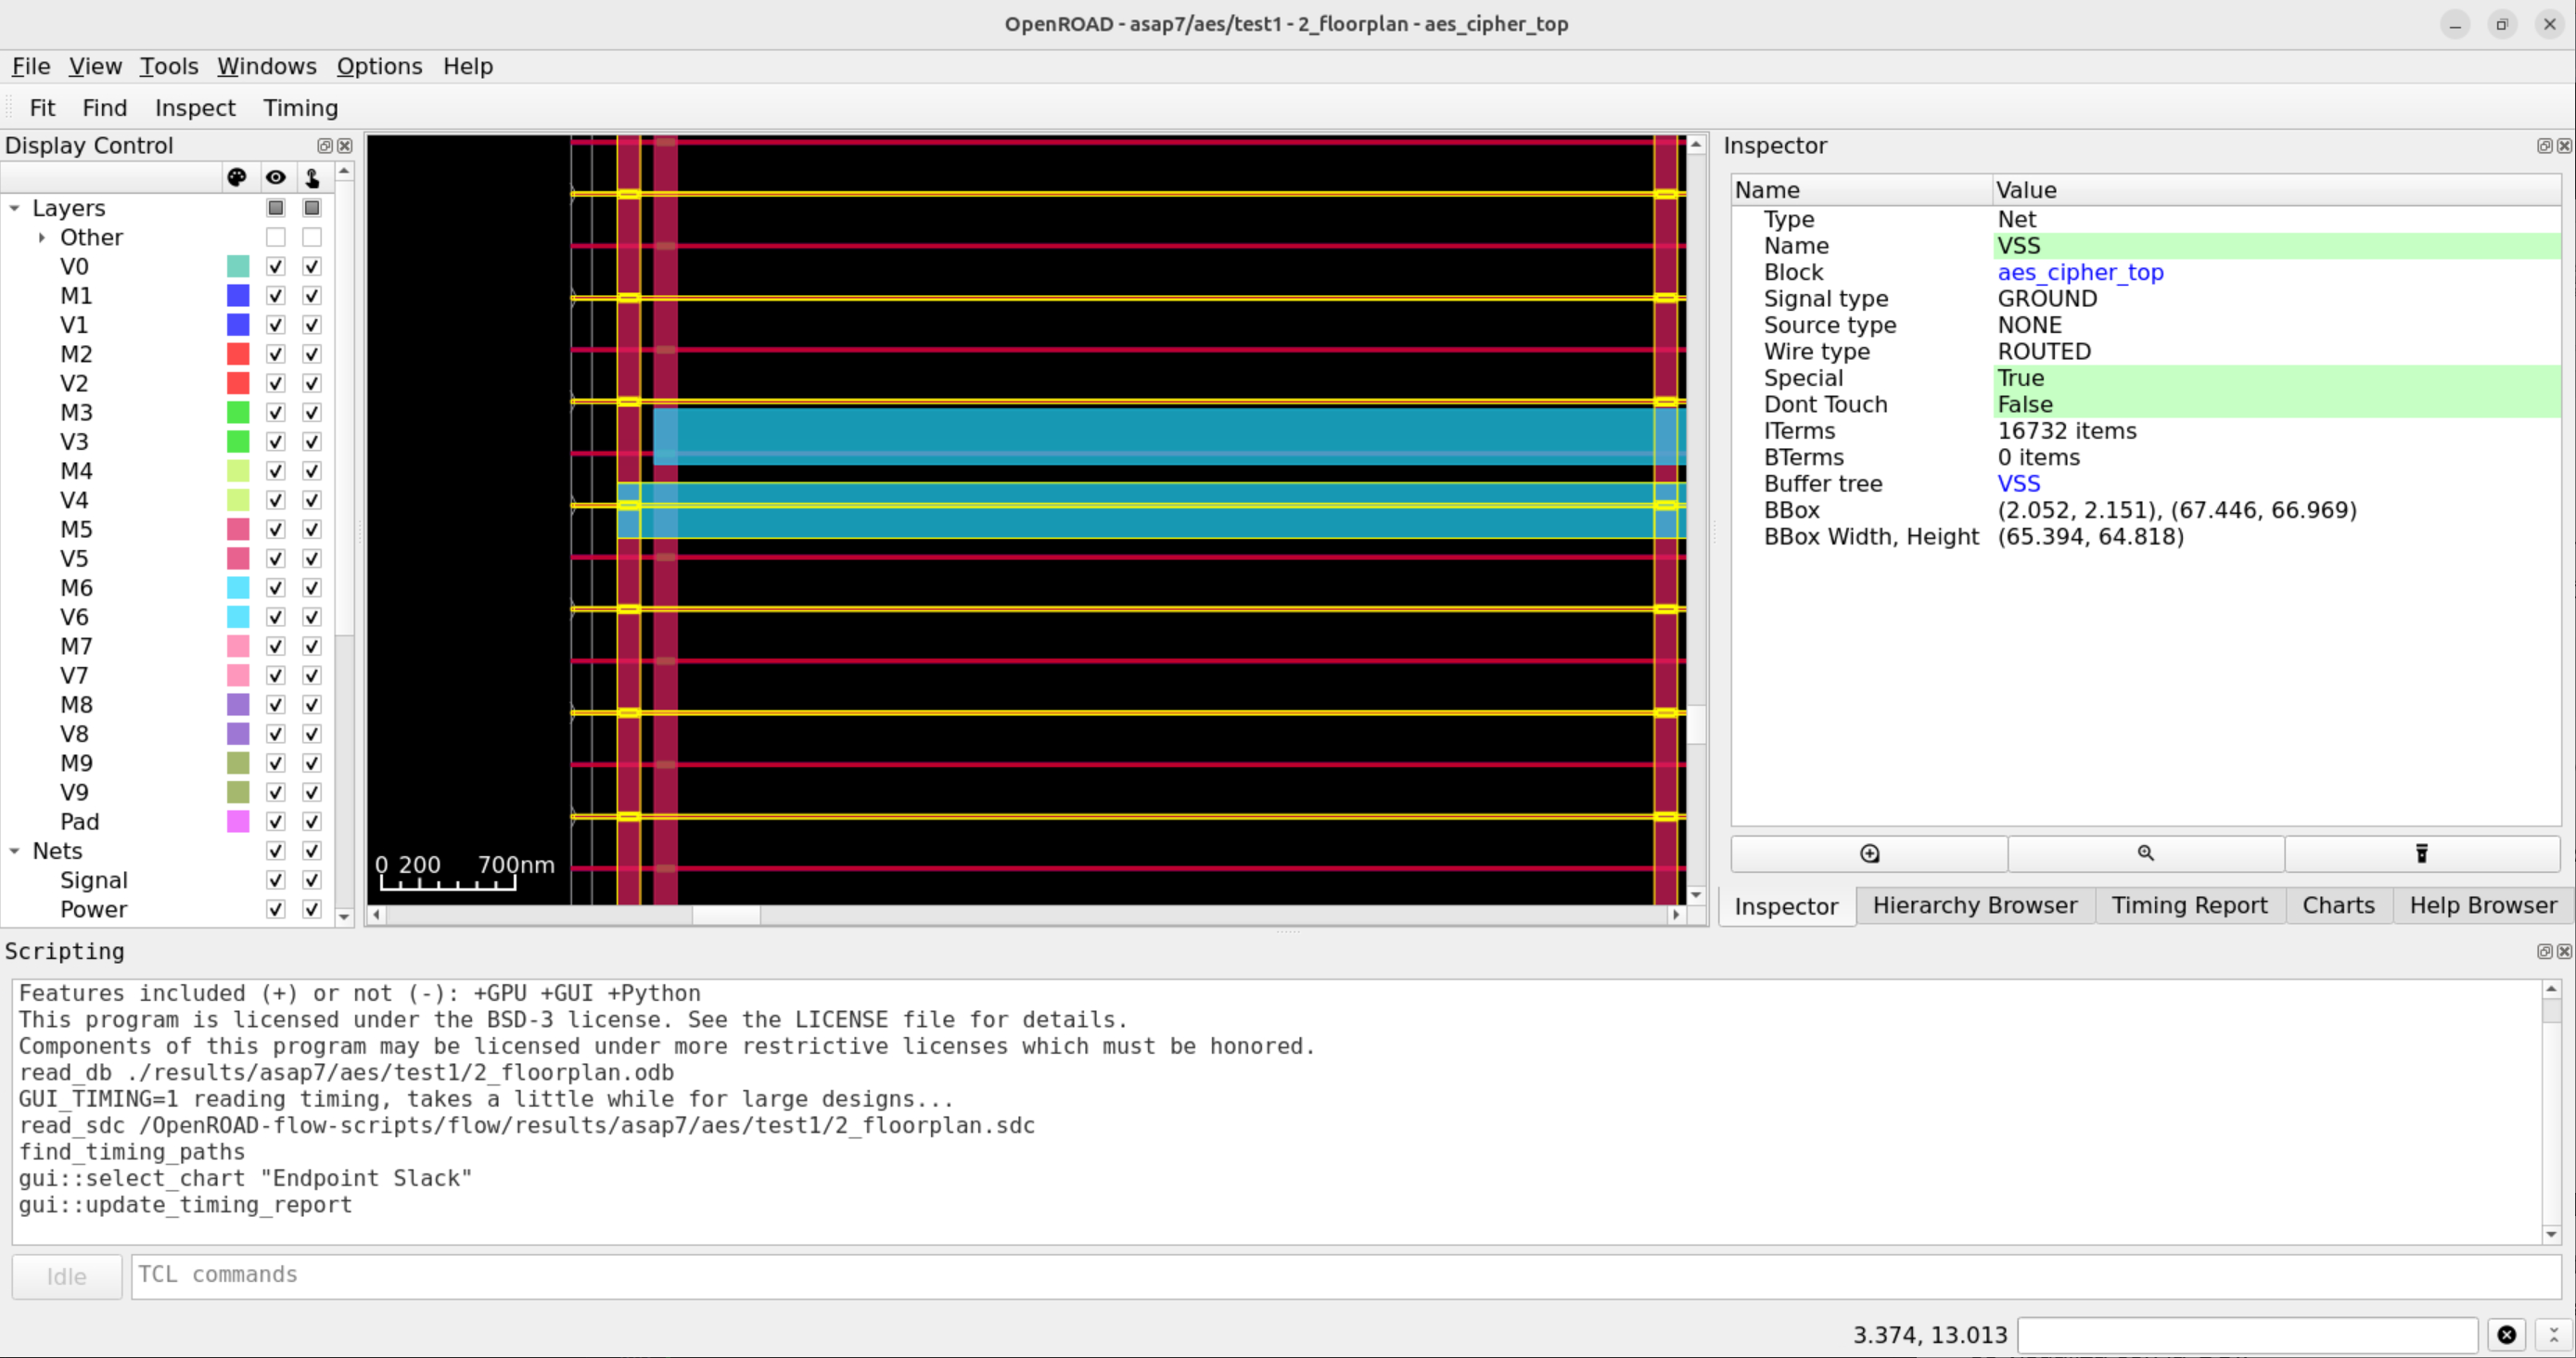 OpenROAD - asap7/aes/test1 - 2_floorplan - aes_cipher_top
File View Tools Windows Options Help
Fit Find Inspect Timing
Display Control
Layers
Other
V0
M1
V1
M2
V2
M3
V3
M4
V4
M5
V5
M6
V6
M7
V7
M8
V8
M9
V9
Pad
Nets
Signal
Power
0 200 700nm
Inspector
Name Value
Type Net
Name VSS
Block aes_cipher_top
Signal type GROUND
Source type NONE
Wire type ROUTED
Special True
Dont Touch False
ITerms 16732 items
BTerms 0 items
Buffer tree VSS
BBox (2.052, 2.151), (67.446, 66.969)
BBox Width, Height (65.394, 64.818)
Inspector Hierarchy Browser Timing Report Charts Help Browser
Scripting
Features included (+) or not (-): +GPU +GUI +Python
This program is licensed under the BSD-3 license. See the LICENSE file for details.
Components of this program may be licensed under more restrictive licenses which must be honored.
read_db ./results/asap7/aes/test1/2_floorplan.odb
GUI_TIMING=1 reading timing, takes a little while for large designs...
read_sdc /OpenROAD-flow-scripts/flow/results/asap7/aes/test1/2_floorplan.sdc
find_timing_paths
gui::select_chart "Endpoint Slack"
gui::update_timing_report
Idle TCL commands
3.374, 13.013